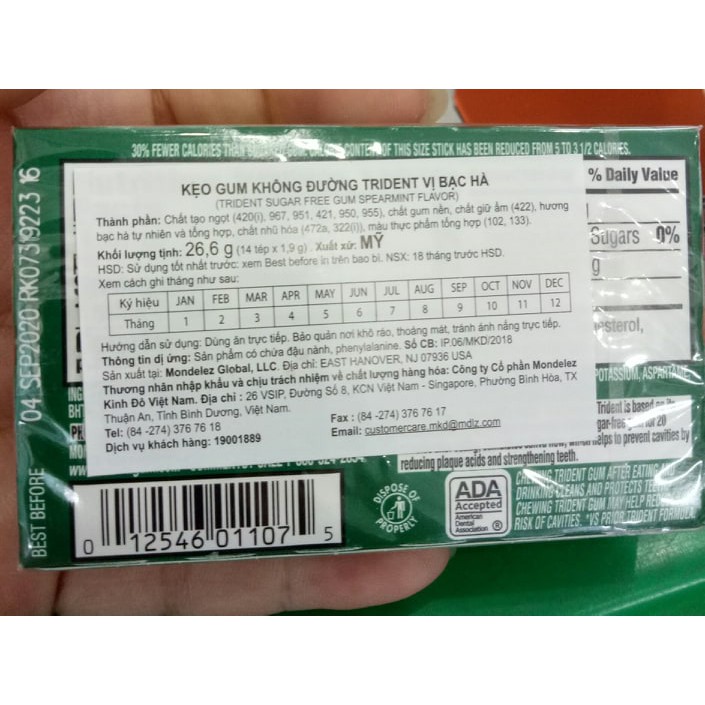 30% FEWER CALORIES THAN
CONTENT OF THIS SIZE STICK HAS BEEN REDUCED FROM 5 TO 3 1/2 CALORIES.
KẸO GUM KHÔNG ĐƯỜNG TRIDENT VỊ BẠC HÀ
(TRIDENT SUGAR FREE GUM SPEARMINT FLAVOR)
Thành phần: Chất tạo ngọt (420(i), 967, 951, 421, 950, 955), chất gum nền, chất giữ ẩm (422), hương
bạc hà tự nhiên và tổng hợp, chất nhũ hóa (472a, 322(i)), màu thực phẩm tổng hợp (102, 133).
Khối lượng tịnh: 26,6 g (14 tép x 1,9 g) . Xuất xứ: MỸ
HSD: Sử dụng tốt nhất trước: xem Best before in trên bao bì. NSX: 18 tháng trước HSD.
Xem cách ghi tháng như sau:
Ký hiệu JAN FEB MAR APR MAY JUN JUL AUG SEP OCT NOV DEC
Tháng 1 2 3 4 5 6 7 8 9 10 11 12
Hướng dẫn sử dụng: Dùng ăn trực tiếp. Bảo quản nơi khô ráo, thoáng mát, tránh ánh nắng trực tiếp.
Thông tin dị ứng: Sản phẩm có chứa đậu nành, phenylalanine. Số CB: IP.06/MKD/2018
Sản xuất tại: Mondelez Global, LLC. Địa chỉ: EAST HANOVER, NJ 07936 USA
Thương nhân nhập khẩu và chịu trách nhiệm về chất lượng hàng hóa: Công ty Cổ phần Mondelez
Kinh Đô Việt Nam. Địa chỉ : 26 VSIP, Đường Số 8, KCN Việt Nam - Singapore, Phường Bình Hòa, TX
Thuận An, Tỉnh Bình Dương, Việt Nam.
Tel: (84 -274) 376 76 18
Fax : (84 -274) 376 76 17
Dịch vụ khách hàng: 19001889
Email: customercare.mkd@mdlz.com
% Daily Value
Sugars 0%
g
POTASSIUM, ASPARTAME
Trident is based on its
for 20
helps to prevent cavities by
reducing plaque acids and strengthening teeth.
CHEWING TRIDENT GUM AFTER EATING AND
DRINKING CLEANS AND PROTECTS TEETH
CHEWING TRIDENT GUM MAY HELP REDUCE
RISK OF CAVITIES. *VS PRIOR TRIDENT FORMULA
ADA
Accepted
American
Dental
Association ®
DISPOSE OF
PROPERLY
0 12546 01107 5
BEST BEFORE
04 SEP2020 RK07319223 16